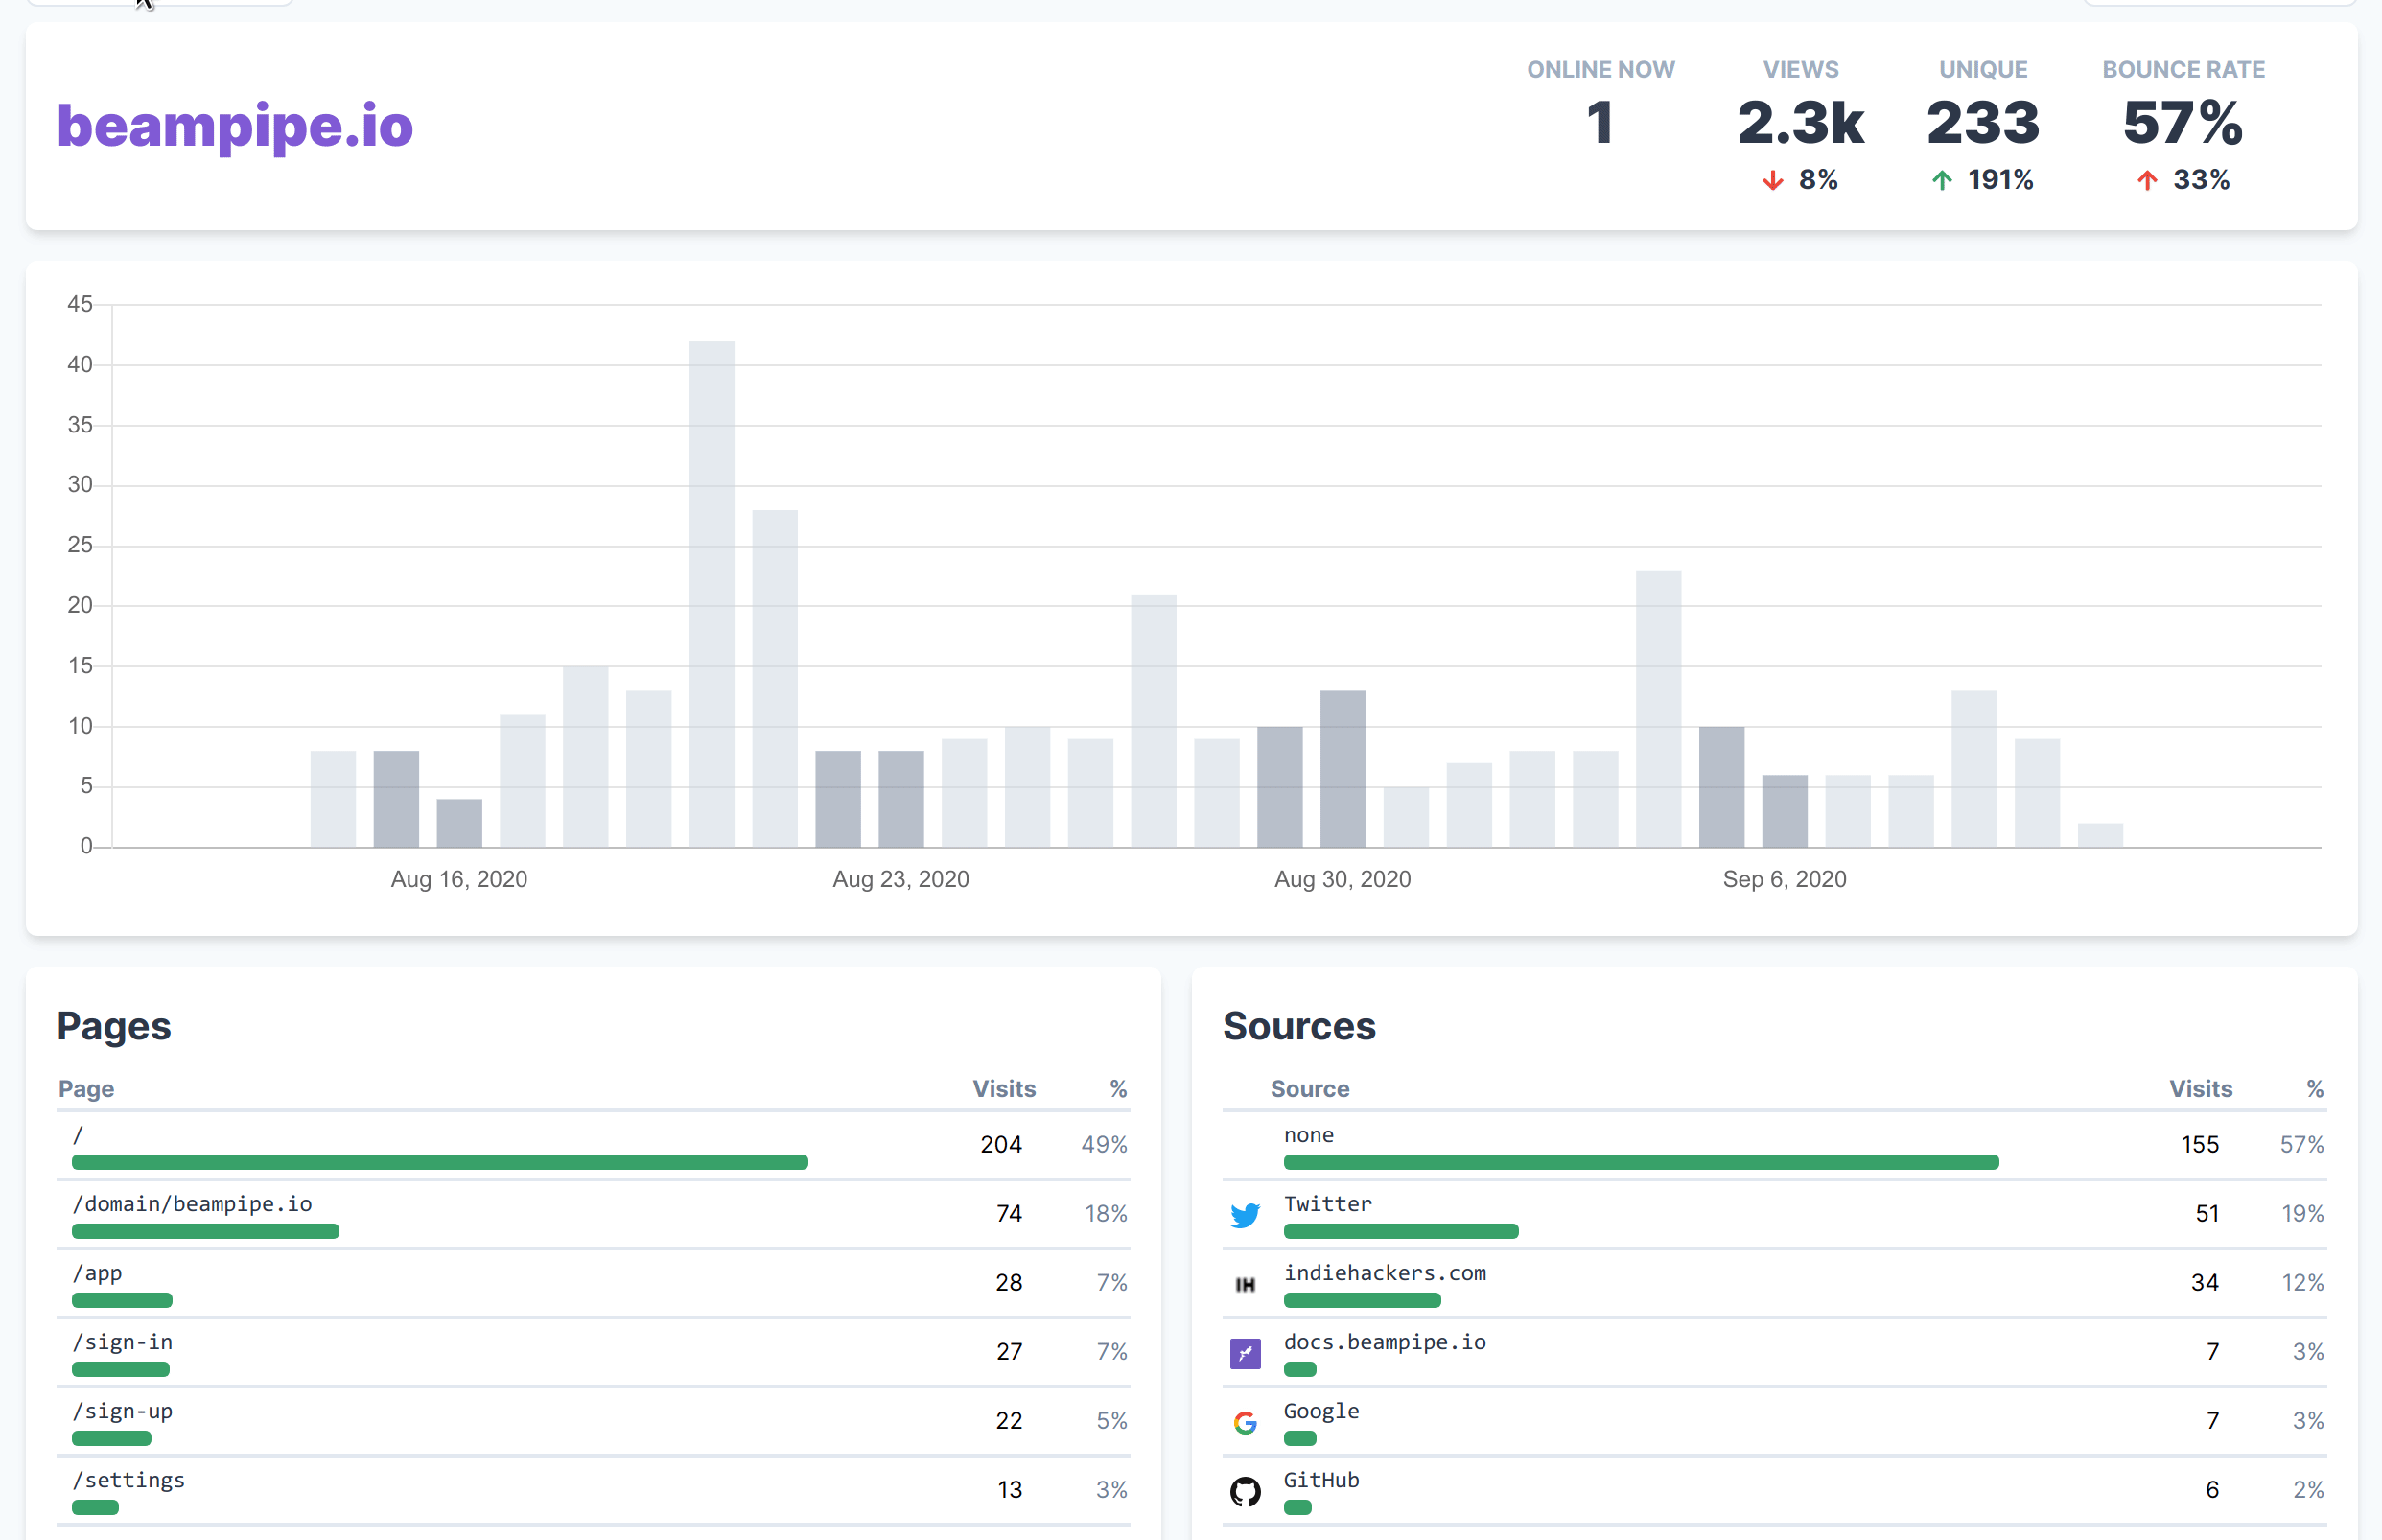 beampipe.io
ONLINE NOW VIEWS UNIQUE BOUNCE RATE
1 2.3k 233 57%
8% 191% 33%
45
40
35
30
25
20
15
10
5
0
Aug 16, 2020 Aug 23, 2020 Aug 30, 2020 Sep 6, 2020
Pages
Page Visits %
/ 204 49%
/domain/beampipe.io 74 18%
/app 28 7%
/sign-in 27 7%
/sign-up 22 5%
/settings 13 3%
Sources
Source Visits %
none 155 57%
Twitter 51 19%
IH indiehackers.com 34 12%
docs.beampipe.io 7 3%
Google 7 3%
GitHub 6 2%